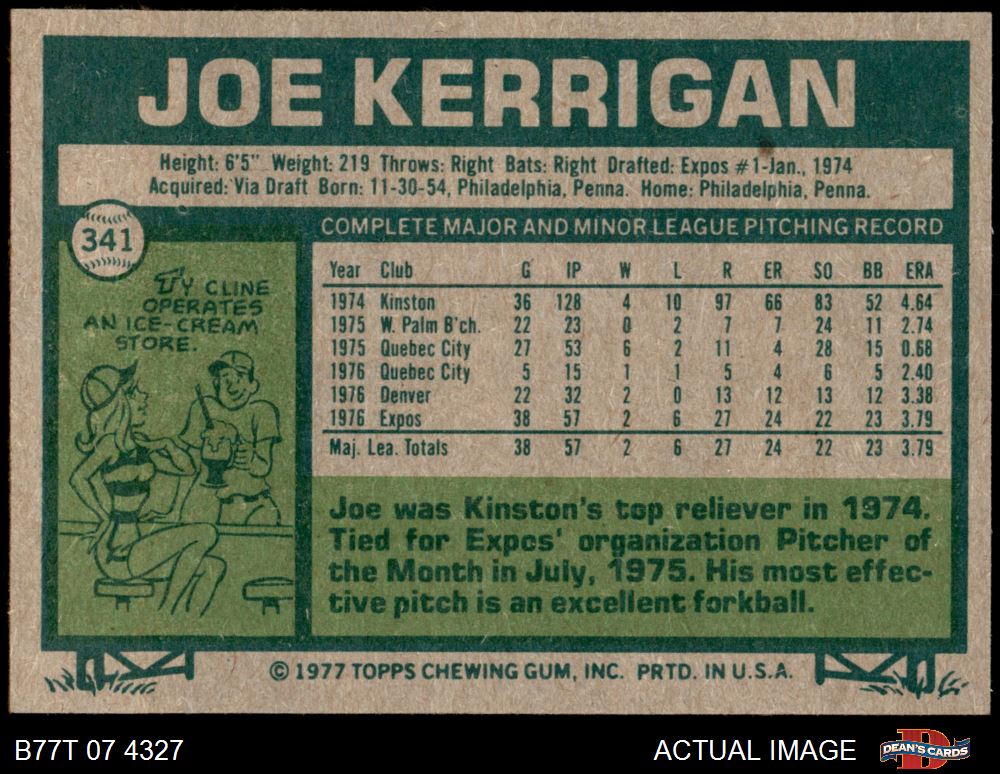 JOE KERRIGAN
Height: 6'5" Weight: 219 Throws: Right Bats: Right Drafted: Expos #1-Jan., 1974
Acquired: Via Draft Born: 11-30-54, Philadelphia, Penna. Home: Philadelphia, Penna.
341
TY CLINE
OPERATES
AN ICE-CREAM
STORE.
COMPLETE MAJOR AND MINOR LEAGUE PITCHING RECORD
Year Club G IP W L R ER SO BB ERA
1974 Kinston 36 128 4 10 97 66 83 52 4.64
1975 W. Palm B'ch. 22 23 0 2 7 7 24 11 2.74
1975 Quebec City 27 53 6 2 11 4 28 15 0.68
1976 Quebec City 5 15 1 1 5 4 6 5 2.40
1976 Denver 22 32 2 0 13 12 13 12 3.38
1976 Expos 38 57 2 6 27 24 22 23 3.79
Maj. Lea. Totals 38 57 2 6 27 24 22 23 3.79
Joe was Kinston's top reliever in 1974.
Tied for Expos' organization Pitcher of
the Month in July, 1975. His most effec-
tive pitch is an excellent forkball.
© 1977 TOPPS CHEWING GUM, INC. PRTD. IN U.S.A.
B77T 07 4327
ACTUAL IMAGE
DEAN'S CARDS